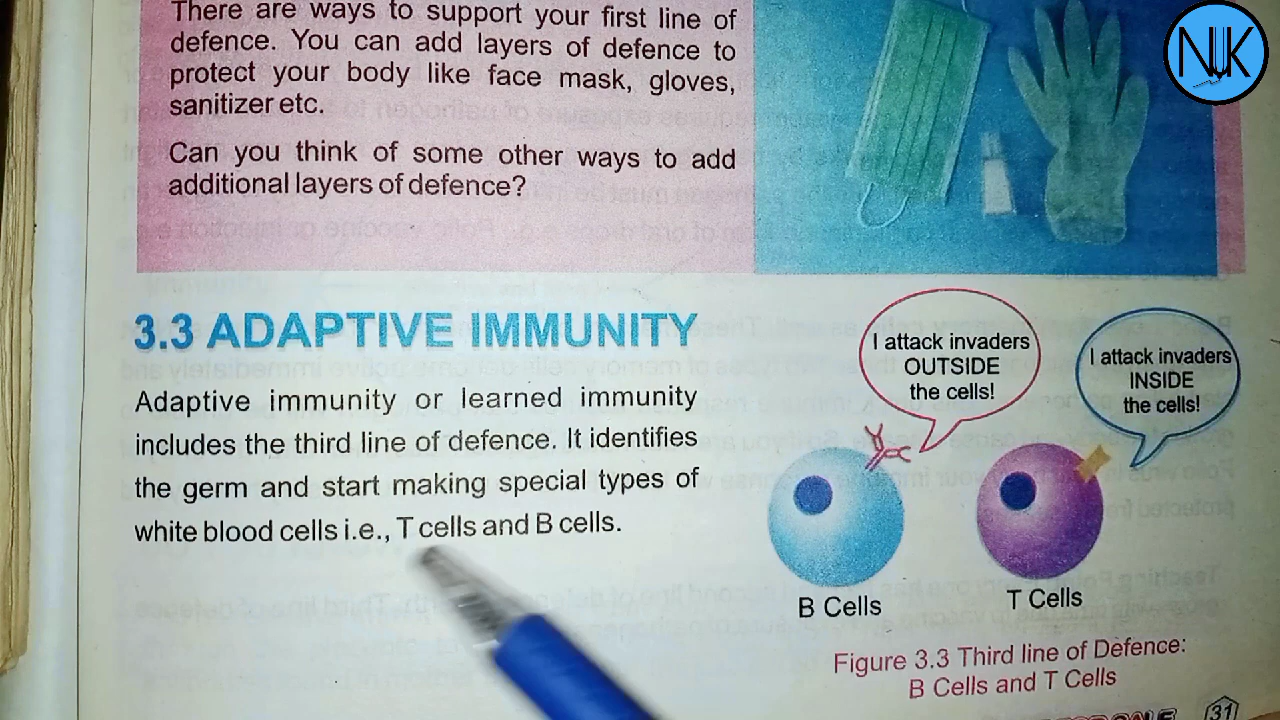 There are ways to support your first line of
defence. You can add layers of defence to
protect your body like face mask, gloves,
sanitizer etc.
Can you think of some other ways to add
additional layers of defence?
NJK
3.3 ADAPTIVE IMMUNITY
Adaptive immunity or learned immunity
includes the third line of defence. It identifies
the germ and start making special types of
white blood cells i.e., T cells and B cells.
I attack invaders
OUTSIDE
the cells!
I attack invaders
INSIDE
the cells!
B Cells
T Cells
Figure 3.3 Third line of Defence:
B Cells and T Cells
31